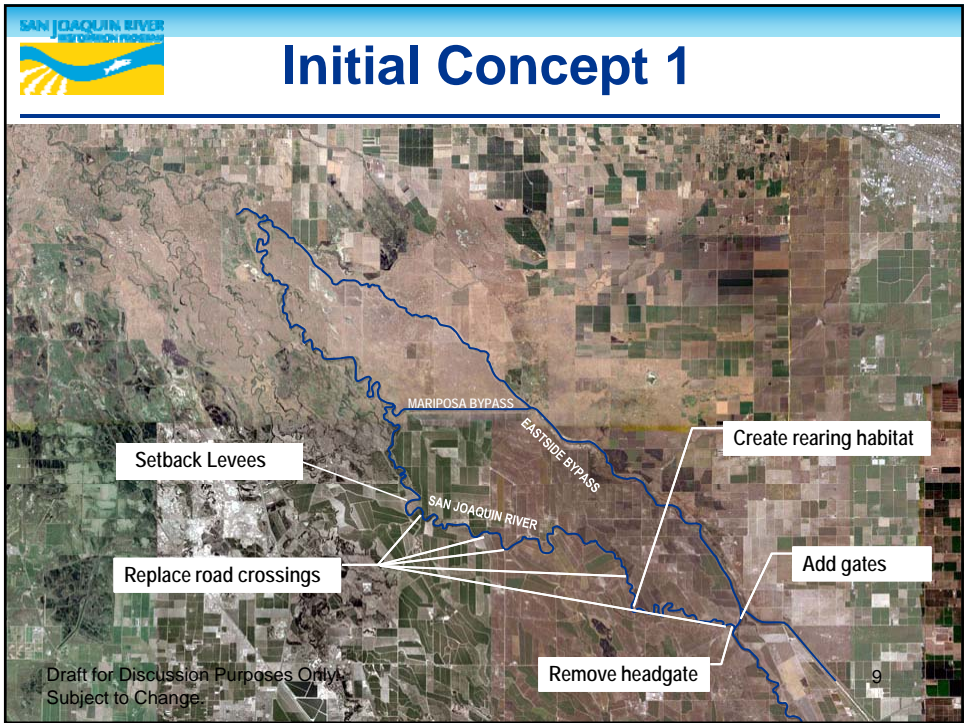 SAN JOAQUIN RIVER
RESTORATION PROGRAM
Initial Concept 1
MARIPOSA BYPASS
EASTSIDE BYPASS
Create rearing habitat
Setback Levees
SAN JOAQUIN RIVER
Add gates
Replace road crossings
Remove headgate
Draft for Discussion Purposes Only.
Subject to Change.
9